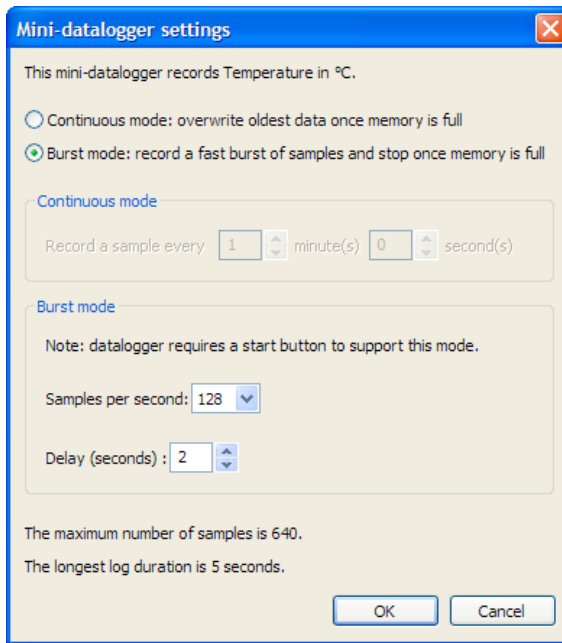 Mini-datalogger settings
This mini-datalogger records Temperature in °C.
Continuous mode: overwrite oldest data once memory is full
Burst mode: record a fast burst of samples and stop once memory is full
Continuous mode
Record a sample every 1 minute(s) 0 second(s)
Burst mode
Note: datalogger requires a start button to support this mode.
Samples per second: 128
Delay (seconds) : 2
The maximum number of samples is 640.
The longest log duration is 5 seconds.
OK Cancel